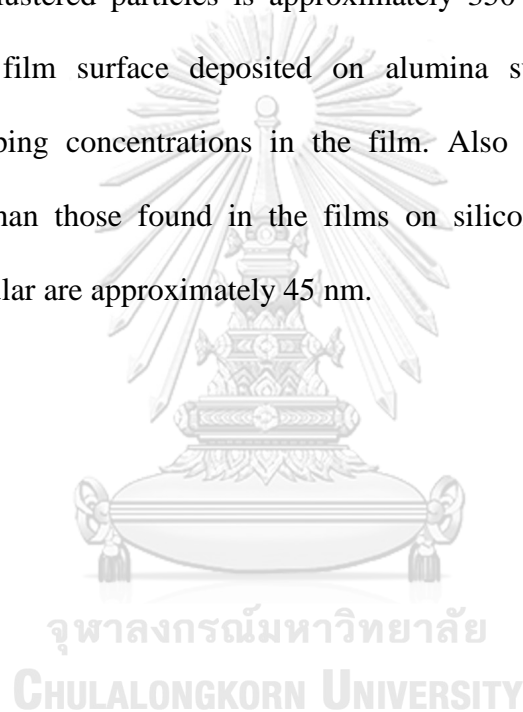 lustered particles is approximately 350
film surface deposited on alumina s
ping concentrations in the film. Also
han those found in the films on silico
ular are approximately 45 nm.
จุฬาลงกรณ์มหาวิทยาลัย
CHULALONGKORN UNIVERSITY